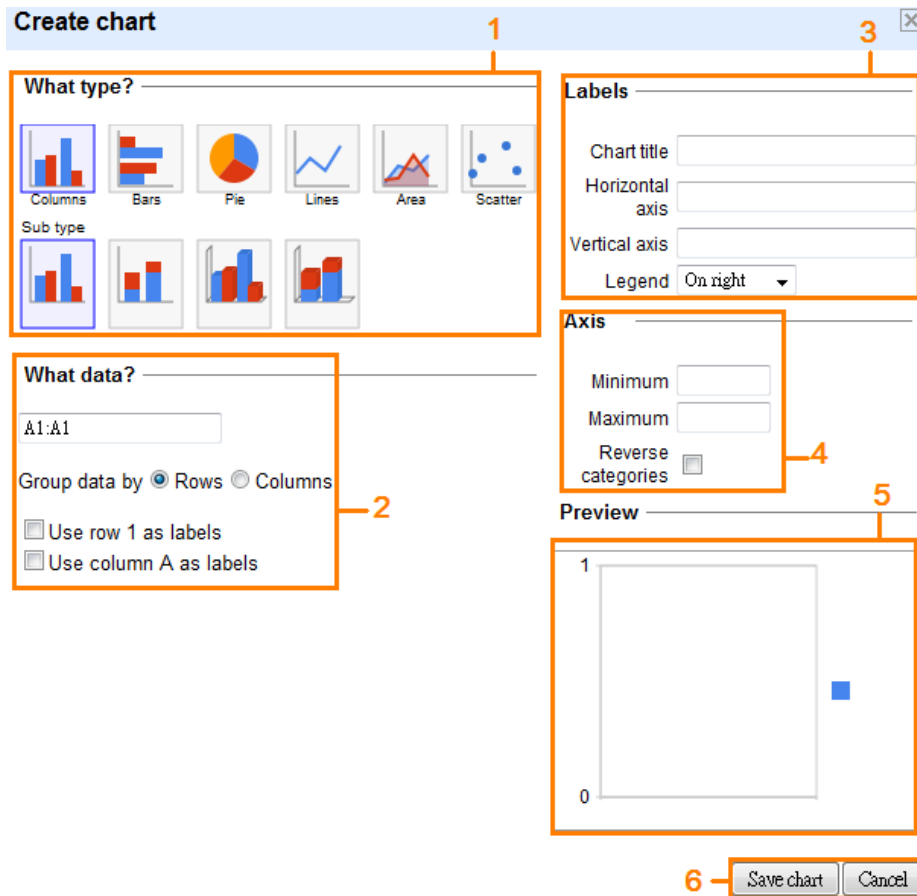 Create chart
1
What type?
Columns Bars Pie Lines Area Scatter
Sub type
What data?
A1:A1
Group data by Rows Columns
Use row 1 as labels
Use column A as labels
2
3
Labels
Chart title
Horizontal
axis
Vertical axis
Legend On right
Axis
Minimum
Maximum
Reverse
categories
4
5
Preview
1
0
6
Save chart Cancel